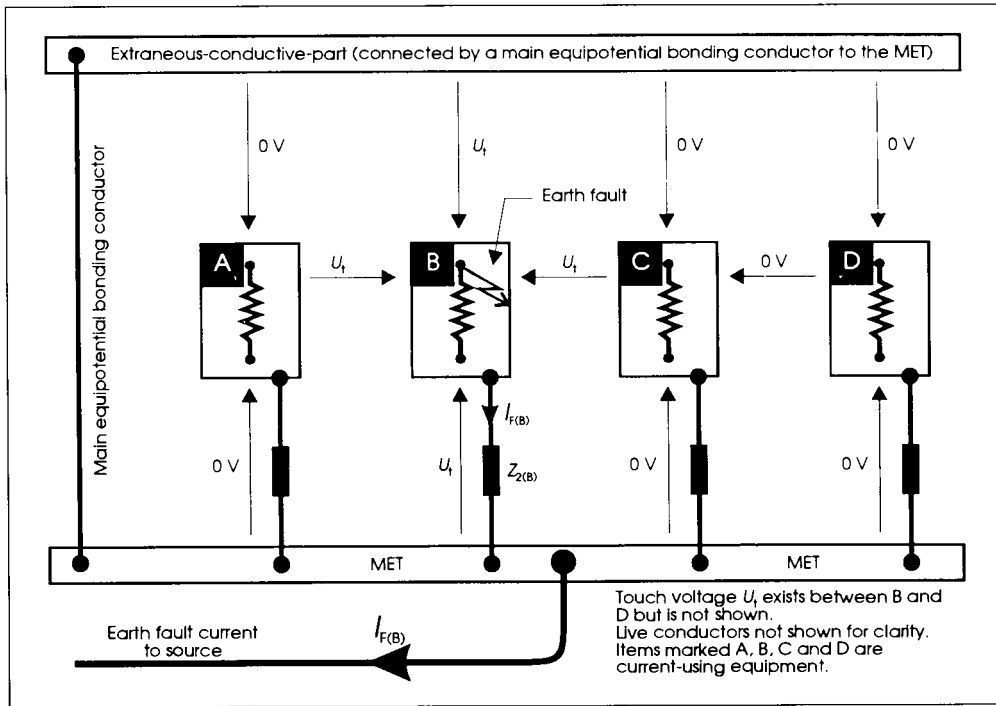 Extraneous-conductive-part (connected by a main equipotential bonding conductor to the MET)
Main equipotential bonding conductor
0 V
Uₜ
0 V
0 V
Earth fault
A
Uₜ
B
Uₜ
C
0 V
D
I_F(B)
0 V
Uₜ
Z₂(B)
0 V
0 V
MET
MET
Earth fault current
to source
I_F(B)
Touch voltage Uₜ exists between B and
D but is not shown.
Live conductors not shown for clarity.
Items marked A, B, C and D are
current-using equipment.